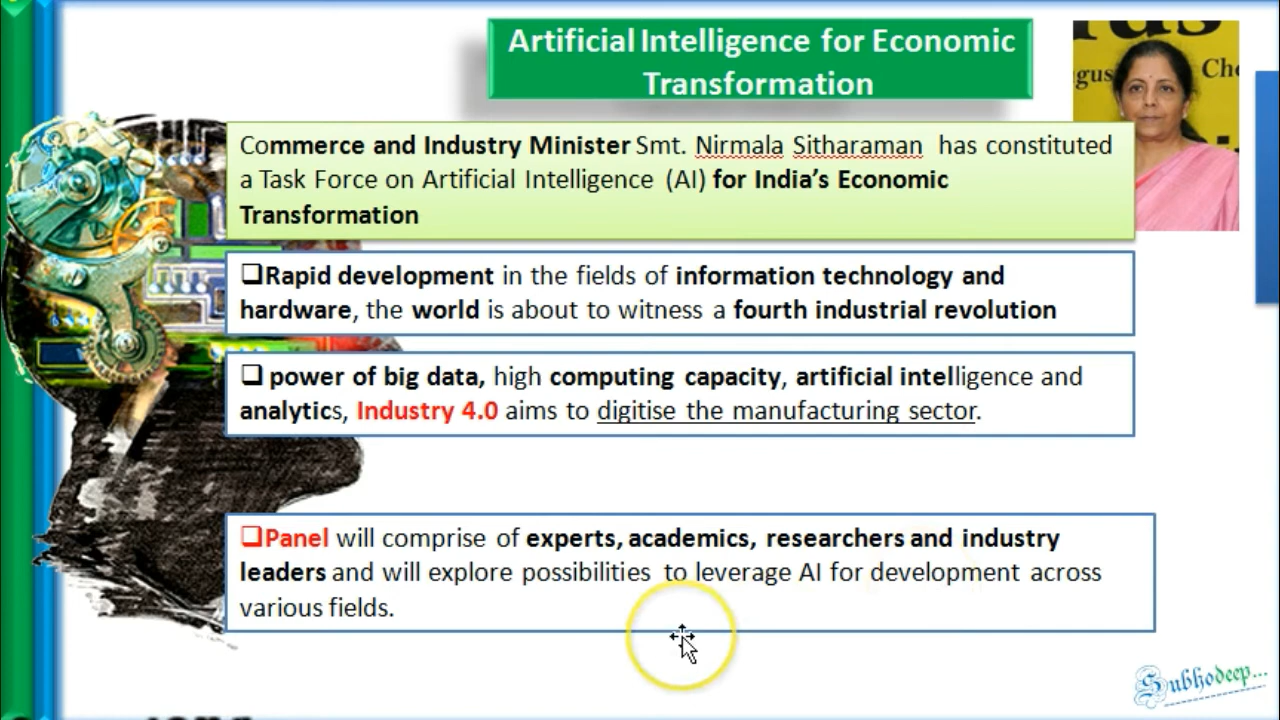 Artificial Intelligence for Economic
Transformation
Commerce and Industry Minister Smt. Nirmala Sitharaman has constituted
a Task Force on Artificial Intelligence (AI) for India's Economic
Transformation
❑Rapid development in the fields of information technology and
hardware, the world is about to witness a fourth industrial revolution
❑ power of big data, high computing capacity, artificial intelligence and
analytics, Industry 4.0 aims to digitise the manufacturing sector.
❑Panel will comprise of experts, academics, researchers and industry
leaders and will explore possibilities to leverage AI for development across
various fields.
Subhodeep...